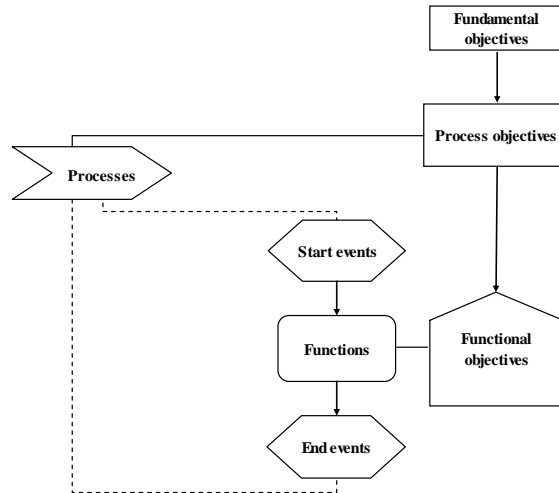 Fundamental
objectives
Process objectives
Processes
Start events
Functions
Functional
objectives
End events